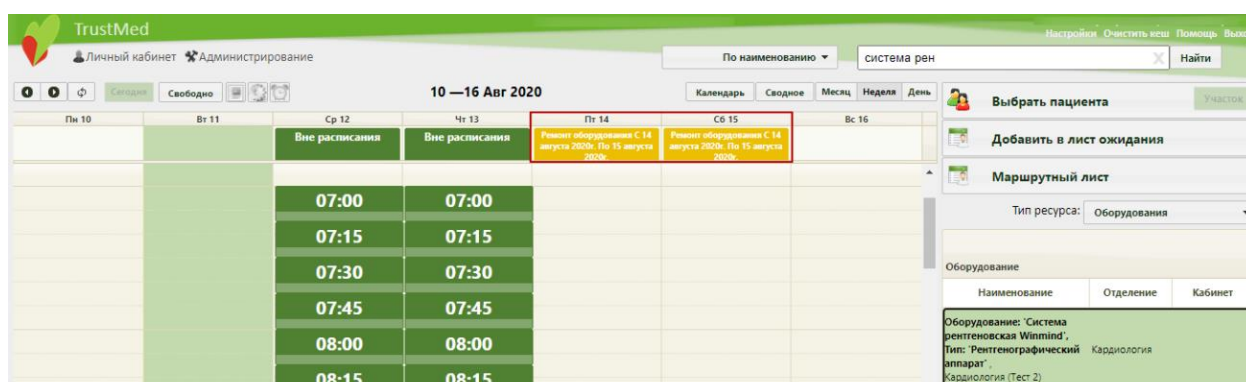 TrustMed
Настройки Очистить кеш Помощь Выхо
Личный кабинет Администрирование
По наименованию
система рен
X
Найти
Сегодня
Свободно
10 —16 Авг 2020
Календарь Сводное Месяц Неделя День
Пн 10 Вт 11 Ср 12 Чт 13 Пт 14 Сб 15 Вс 16
Вне расписания
Вне расписания
Ремонт оборудования С 14
августа 2020г. По 15 августа
2020г.
Ремонт оборудования С 14
августа 2020г. По 15 августа
2020г.
07:00 07:00
07:15 07:15
07:30 07:30
07:45 07:45
08:00 08:00
08:15 08:15
Выбрать пациента
Участок
Добавить в лист ожидания
Маршрутный лист
Тип ресурса: Оборудования
Оборудование
Наименование Отделение Кабинет
Оборудование: 'Система
рентгеновская Winmind',
Тип: 'Рентгенографический
аппарат' ,
Кардиология (Тест 2)
Кардиология